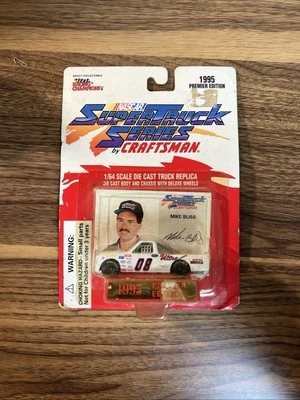 RACING
CHAMPIONS
1995
PREMIER EDITION
NASCAR
SUPERTRUCK
SERIES
by CRAFTSMAN
1/64 SCALE DIE CAST TRUCK REPLICA
DIE CAST BODY AND CHASSIS WITH DELUXE WHEELS
MIKE BLISS
08
Ultra
1995
WARNING:
CHOKING HAZARD- Small parts
Not for Children under 3 years